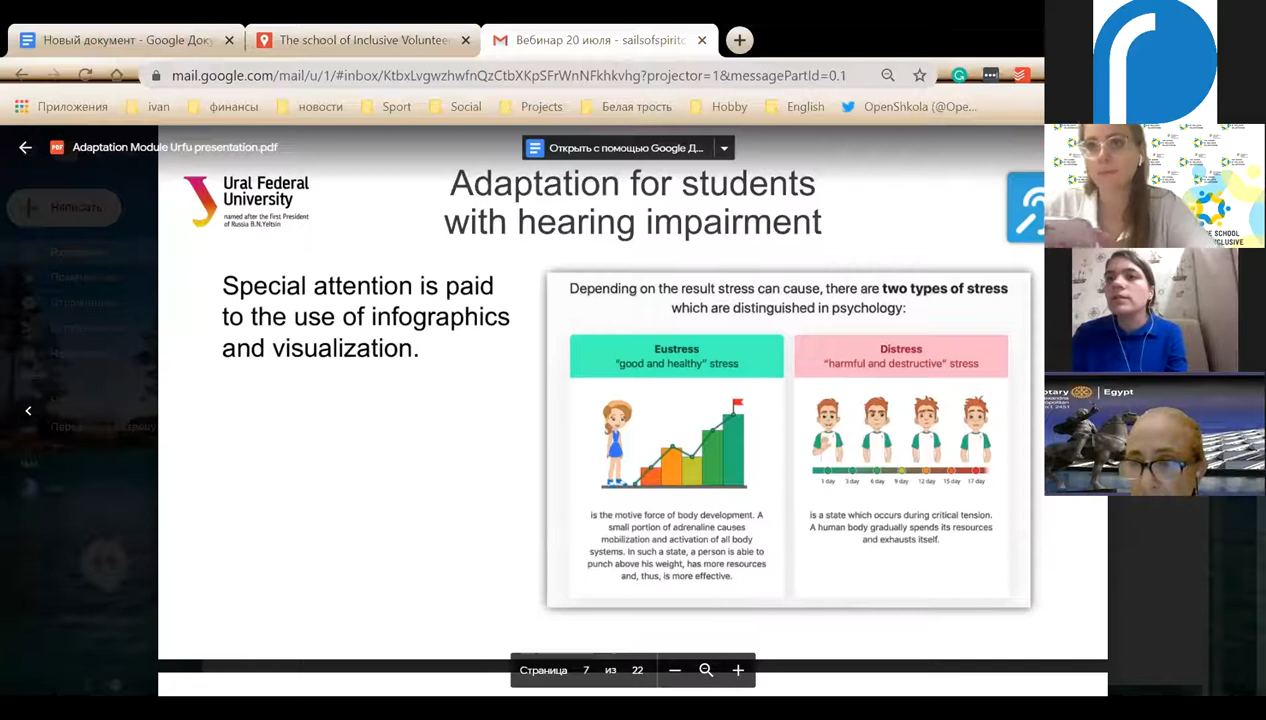 Новый документ - Google Доку
The school of Inclusive Voluntee
Вебинар 20 июля - sailsofspirit
mail.google.com/mail/u/1/#inbox/KtbxLvgwzhwfnQzCtbXKpSFrWnNFkhkvhg?projector=1&messagePartId=0.1
Приложения
ivan
финансы
новости
Sport
Social
Projects
Белая трость
Hobby
English
OpenShkola (@Ope...
Adaptation Module Urfu presentation.pdf
Открыть с помощью Google Д...
Написать
Ural Federal
University
named after the first President
of Russia B.N.Yeltsin
Adaptation for students
with hearing impairment
Special attention is paid
to the use of infographics
and visualization.
Depending on the result stress can cause, there are two types of stress
which are distinguished in psychology:
Eustress
"good and healthy" stress
is the motive force of body development. A
small portion of adrenaline causes
mobilization and activation of all body
systems. In such a state, a person is able to
punch above his weight, has more resources
and, thus, is more effective.
Distress
"harmful and destructive" stress
1 day 3 day 6 day 9 day 12 day 15 day 17 day
is a state which occurs during critical tension.
A human body gradually spends its resources
and exhausts itself.
Страница 7 из 22
E SCHOOL
INCLUSIVE
otary
Egypt
2451